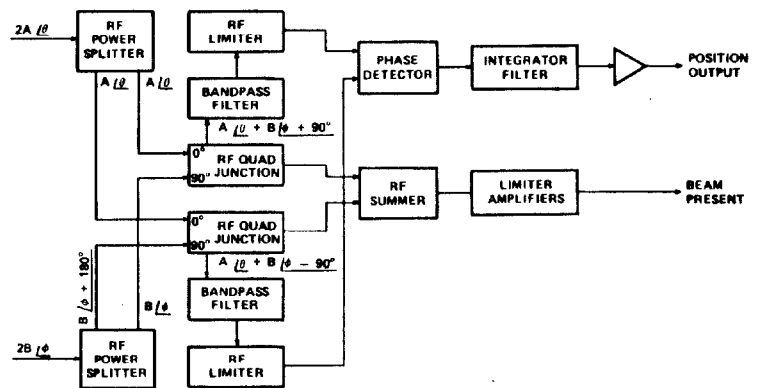 2A /θ
RF
POWER
SPLITTER
A /θ
A /θ
RF
LIMITER
BANDPASS
FILTER
A /θ + B /φ + 90°
0°
90°
RF QUAD
JUNCTION
0°
90°
RF QUAD
JUNCTION
A /θ + B /φ − 90°
BANDPASS
FILTER
RF
LIMITER
B /φ + 180°
B /φ
2B /φ
RF
POWER
SPLITTER
PHASE
DETECTOR
INTEGRATOR
FILTER
POSITION
OUTPUT
RF
SUMMER
LIMITER
AMPLIFIERS
BEAM
PRESENT